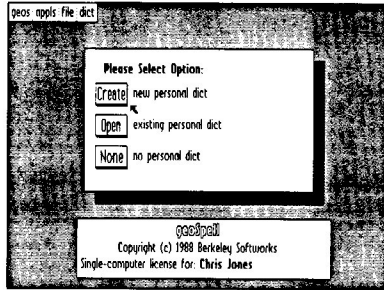 geos appls file dict
Please Select Option:
Create new personal dict
Open existing personal dict
None no personal dict
geoSpell
Copyright (c) 1988 Berkeley Softworks
Single-computer license for: Chris Jones